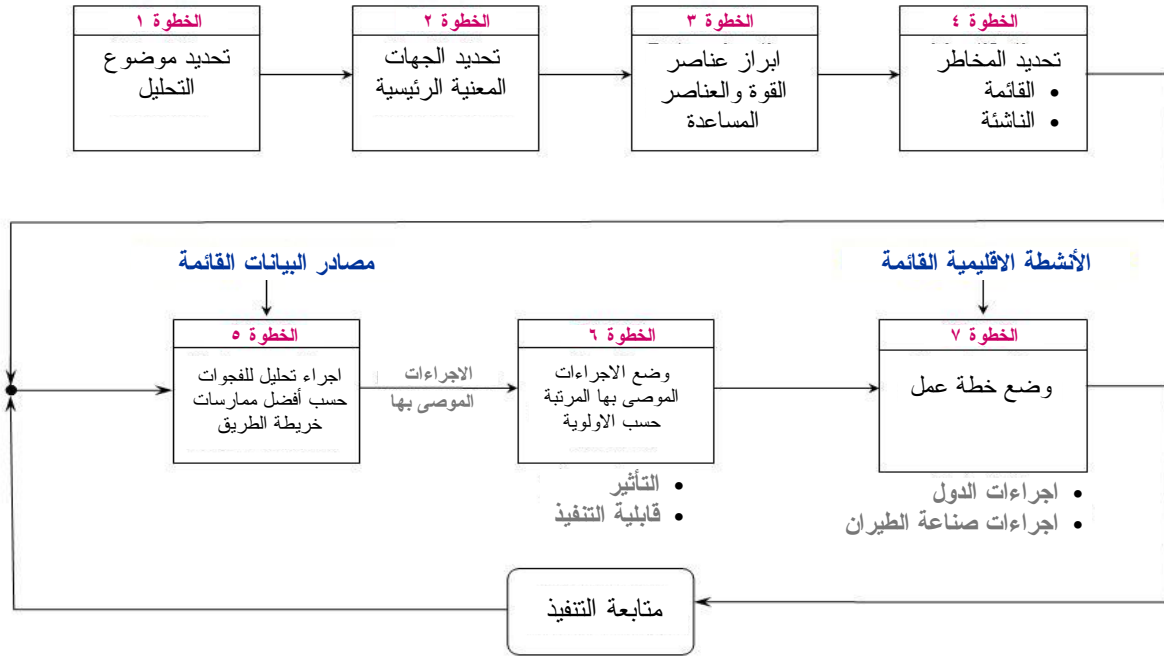 الخطوة ١
تحديد موضوع
التحليل
الخطوة ٢
تحديد الجهات
المعنية الرئيسية
الخطوة ٣
ابراز عناصر
القوة والعناصر
المساعدة
الخطوة ٤
تحديد المخاطر
• القائمة
• الناشئة
مصادر البيانات القائمة
الأنشطة الاقليمية القائمة
الخطوة ٥
اجراء تحليل للفجوات
حسب أفضل ممارسات
خريطة الطريق
الاجراءات
الموصى بها
الخطوة ٦
وضع الاجراءات
الموصى بها المرتبة
حسب الاولوية
• التأثير
• قابلية التنفيذ
الخطوة ٧
وضع خطة عمل
• اجراءات الدول
• اجراءات صناعة الطيران
متابعة التنفيذ